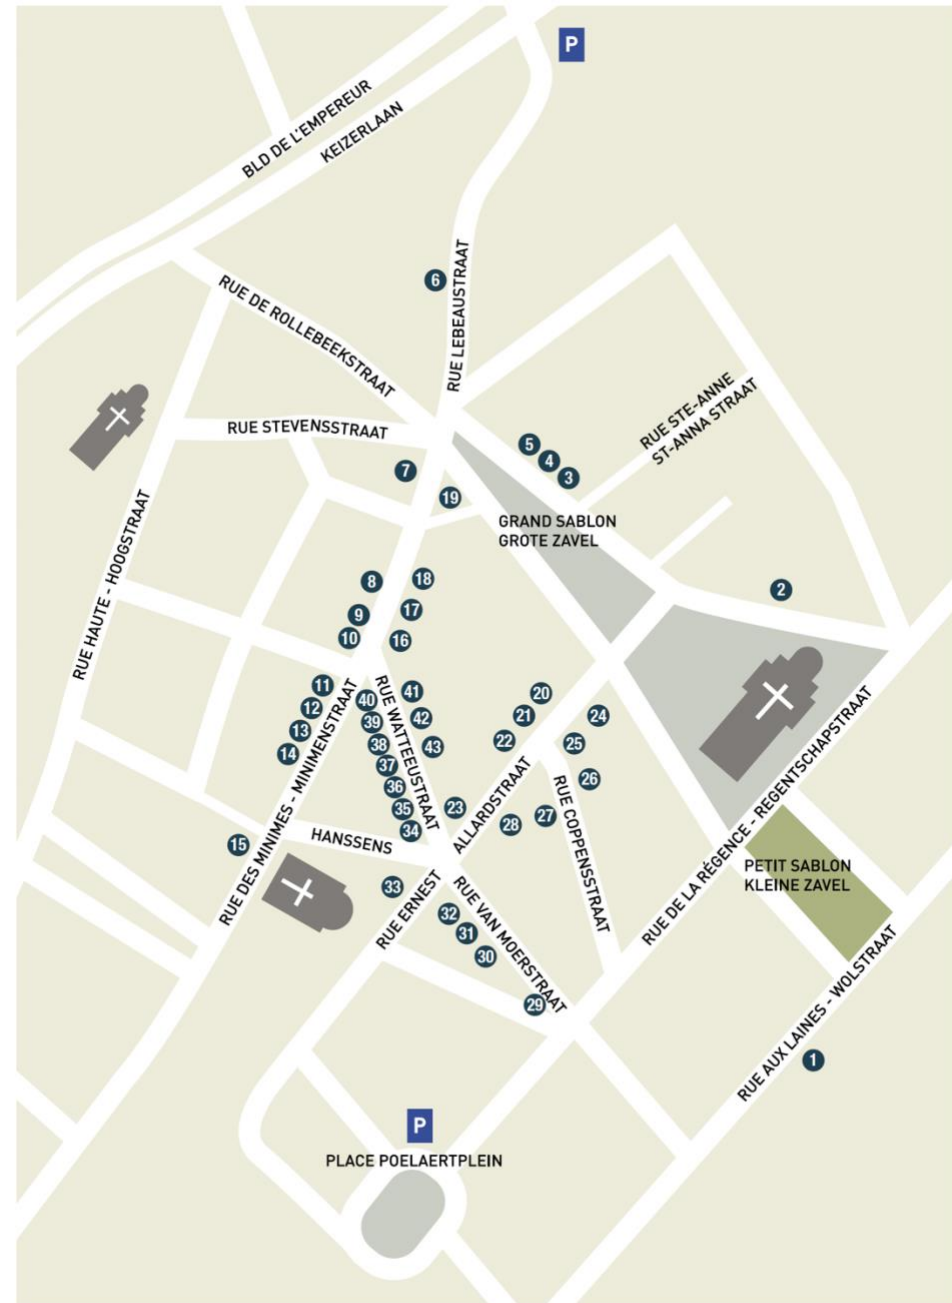 P
BLD DE L'EMPEREUR
KEIZERLAAN
RUE LEBEAUSTRAAT
6
RUE DE ROLLEBEEKSTRAAT
RUE STE-ANNE
ST-ANNA STRAAT
RUE STEVENSSTRAAT
5
4
3
7
19
GRAND SABLON
GROTE ZAVEL
RUE HAUTE - HOOGSTRAAT
8
18
2
9
17
10
16
11
12
13
14
40
39
38
37
36
35
34
RUE WATTEEUSTRAAT
41
42
43
20
21
22
24
25
26
RUE DES MINIMES - MINIMENSTRAAT
23
ALLARDSTRAAT
28
27
RUE COPPENSSTRAAT
15
HANSSENS
RUE DE LA RÉGENCE - REGENTSCHAPSTRAAT
PETIT SABLON
KLEINE ZAVEL
33
RUE ERNEST
RUE VAN MOERSTRAAT
32
31
30
29
RUE AUX LAINES - WOLSTRAAT
1
P
PLACE POELAERTPLEIN